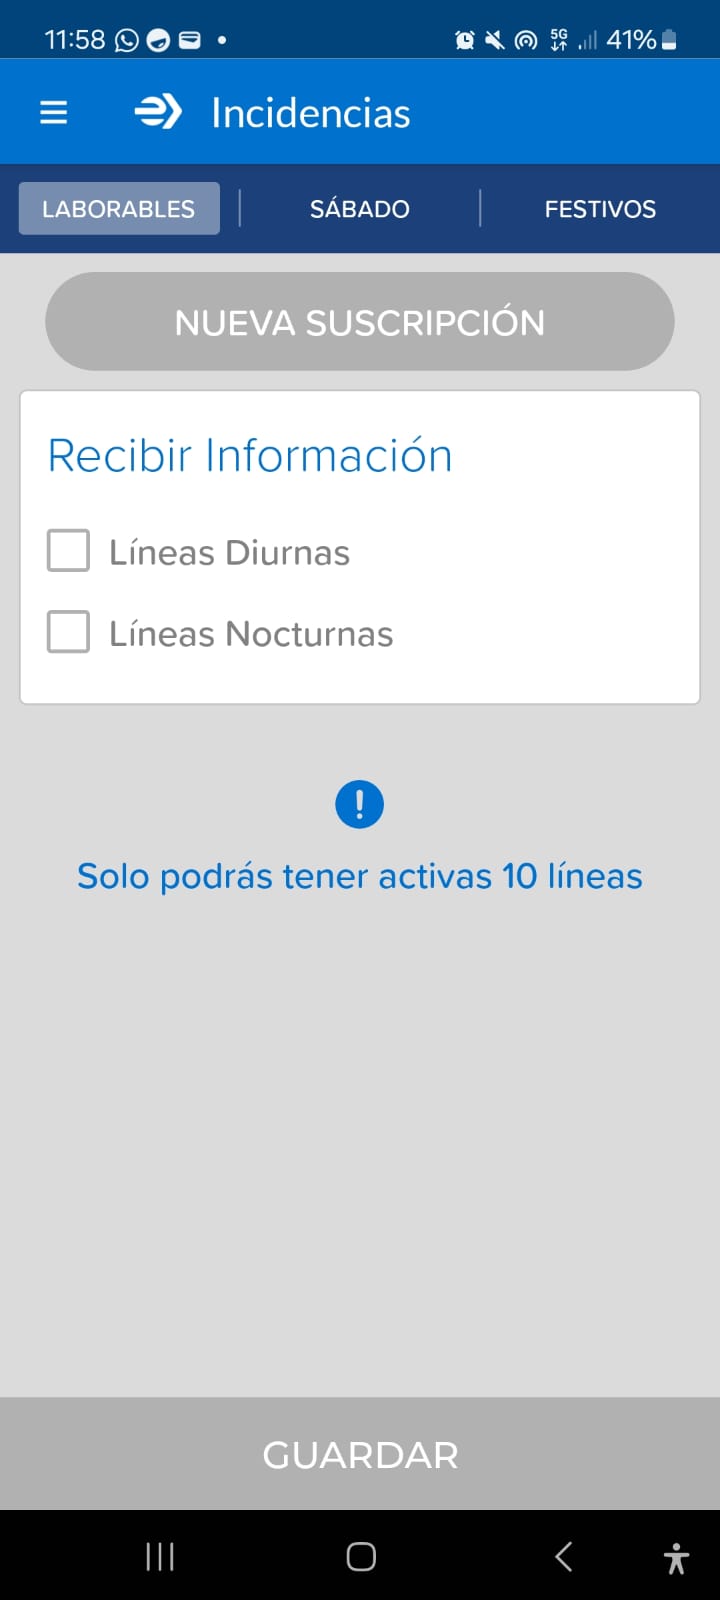 11:58
5G
41%
Incidencias
LABORABLES
SÁBADO
FESTIVOS
NUEVA SUSCRIPCIÓN
Recibir Información
Líneas Diurnas
Líneas Nocturnas
Solo podrás tener activas 10 líneas
GUARDAR